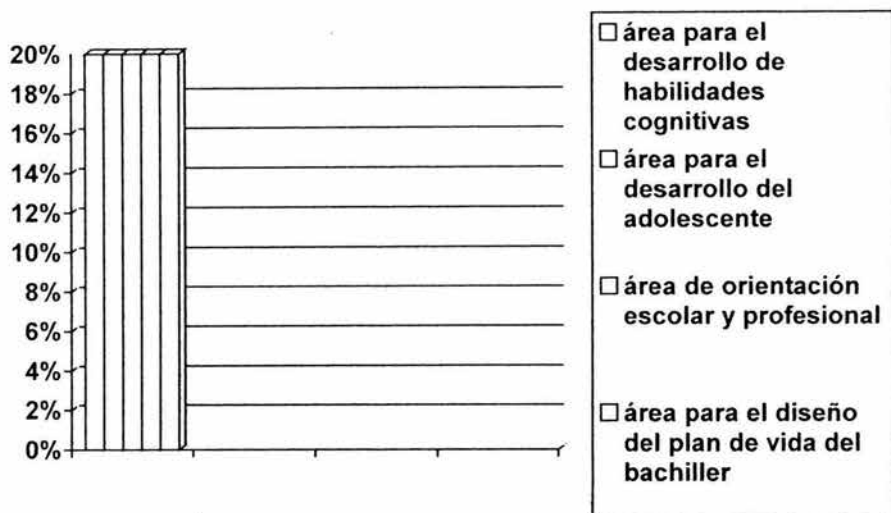 20%
18%
16%
14%
12%
10%
8%
6%
4%
2%
0%
área para el
desarrollo de
habilidades
cognitivas
área para el
desarrollo del
adolescente
área de orientación
escolar y profesional
área para el diseño
del plan de vida del
bachiller